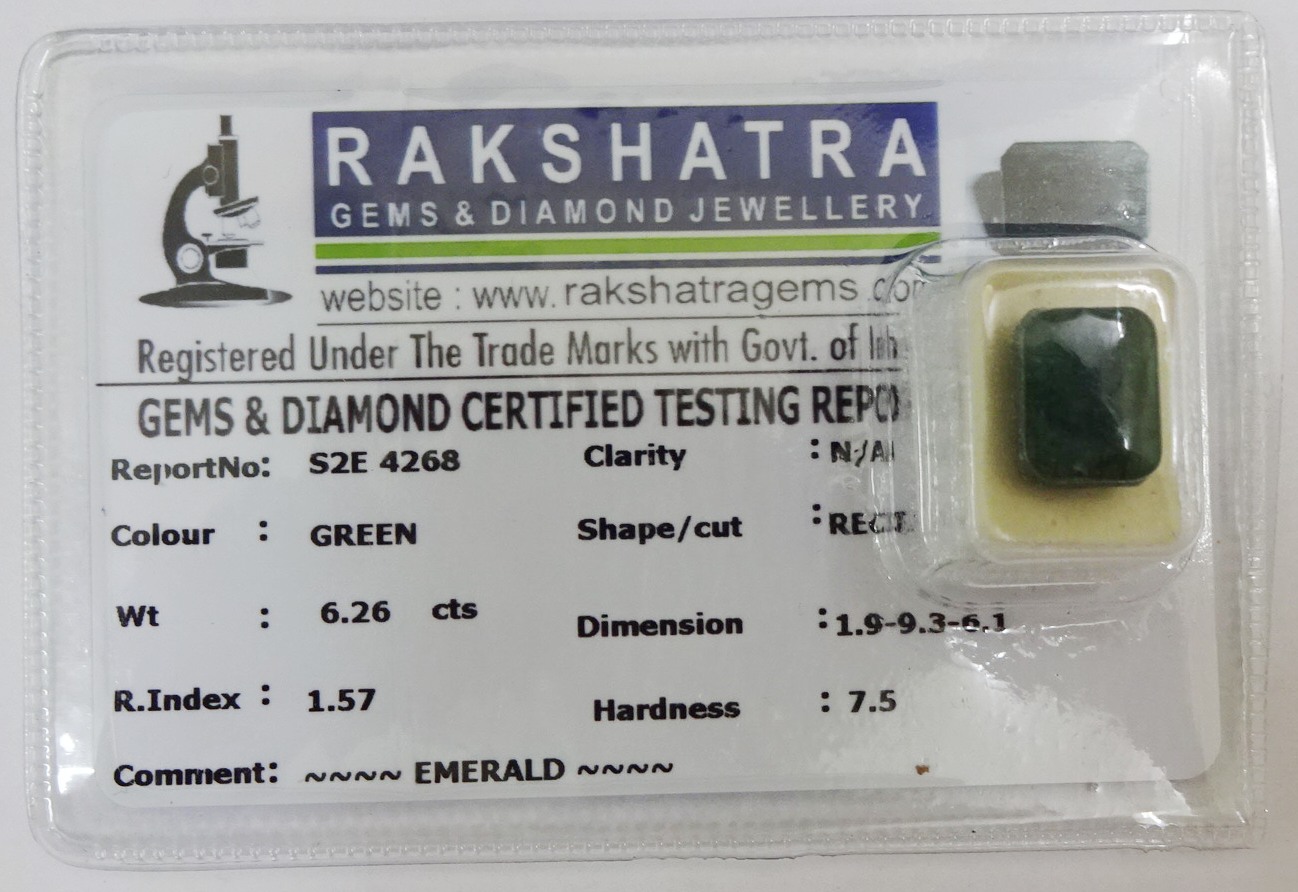 RAKSHATRA
GEMS & DIAMOND JEWELLERY
website : www.rakshatragems.com
Registered Under The Trade Marks with Govt. of
GEMS & DIAMOND CERTIFIED TESTING
ReportNo: S2E 4268 Clarity : N/A
Colour : GREEN Shape/cut :
Wt : 6.26 cts Dimension : 1.9-9.3-6.1
R.Index : 1.57 Hardness : 7.5
Comment: ~~~~ EMERALD ~~~~